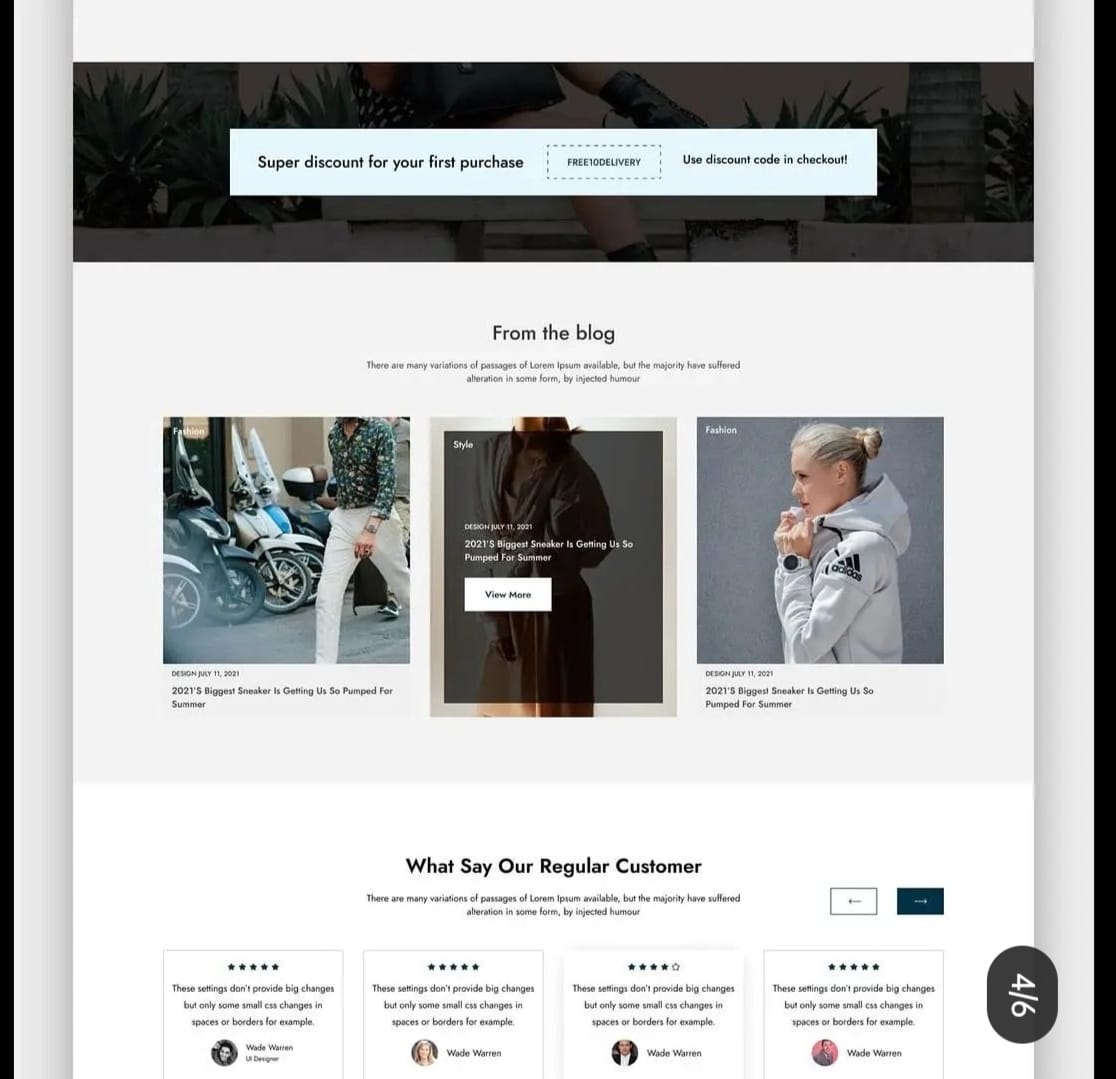 Super discount for your first purchase
FREE10DELIVERY
Use discount code in checkout!
From the blog
There are many variations of passages of Lorem Ipsum available, but the majority have suffered
alteration in some form, by injected humour
Fashion
DESIGN JULY 11, 2021
2021'S Biggest Sneaker Is Getting Us So Pumped For
Summer
Style
DESIGN JULY 11, 2021
2021'S Biggest Sneaker Is Getting Us So
Pumped For Summer
View More
Fashion
adidas
DESIGN JULY 11, 2021
2021'S Biggest Sneaker Is Getting Us So
Pumped For Summer
What Say Our Regular Customer
There are many variations of passages of Lorem Ipsum available, but the majority have suffered
alteration in some form, by injected humour
These settings don't provide big changes
but only some small css changes in
spaces or borders for example.
Wade Warren
UI Designer
These settings don't provide big changes
but only some small css changes in
spaces or borders for example.
Wade Warren
These settings don't provide big changes
but only some small css changes in
spaces or borders for example.
Wade Warren
These settings don't provide big changes
but only some small css changes in
spaces or borders for example.
Wade Warren
4/6